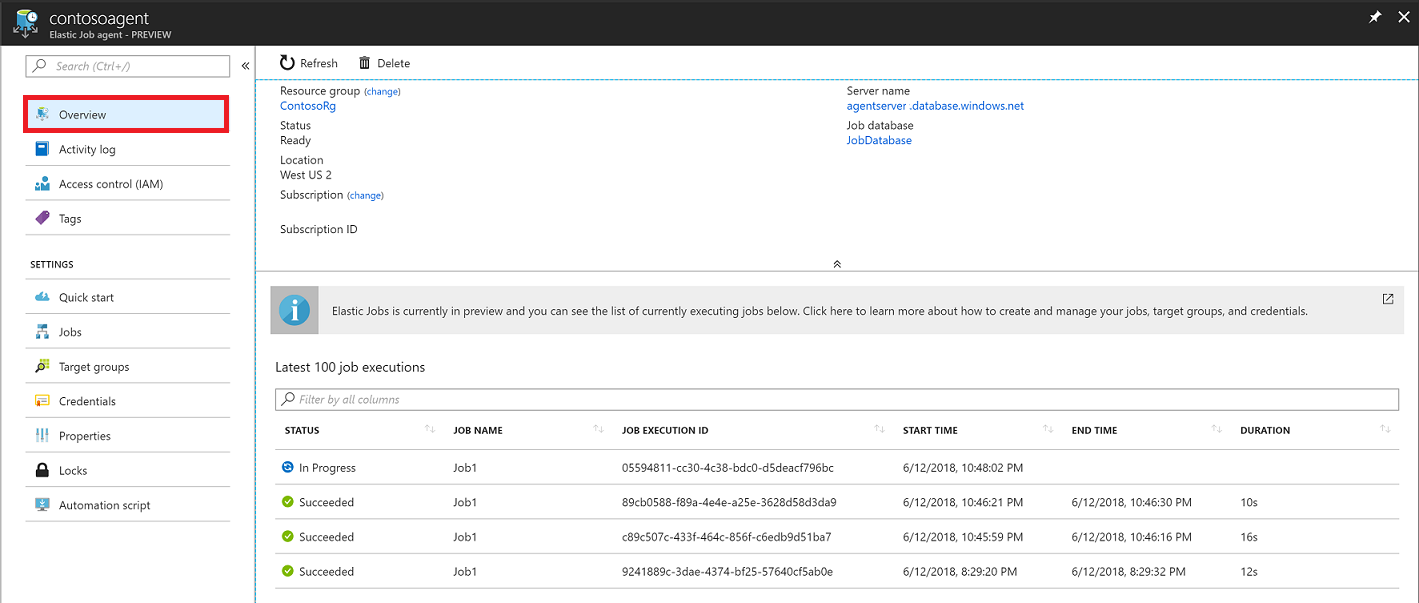 contosoagent
Elastic Job agent - PREVIEW
Search (Ctrl+/)
«
Overview
Activity log
Access control (IAM)
Tags
SETTINGS
Quick start
Jobs
Target groups
Credentials
Properties
Locks
Automation script
Refresh Delete
Resource group (change)
ContosoRg
Status
Ready
Location
West US 2
Subscription (change)
Subscription ID
Server name
agentserver .database.windows.net
Job database
JobDatabase
Elastic Jobs is currently in preview and you can see the list of currently executing jobs below. Click here to learn more about how to create and manage your jobs, target groups, and credentials.
Latest 100 job executions
Filter by all columns
STATUS JOB NAME JOB EXECUTION ID START TIME END TIME DURATION
In Progress Job1 05594811-cc30-4c38-bdc0-d5deacf796bc 6/12/2018, 10:48:02 PM
Succeeded Job1 89cb0588-f89a-4e4e-a25e-3628d58d3da9 6/12/2018, 10:46:21 PM 6/12/2018, 10:46:30 PM 10s
Succeeded Job1 c89c507c-433f-464c-856f-c6edb9d51ba7 6/12/2018, 10:45:59 PM 6/12/2018, 10:46:16 PM 16s
Succeeded Job1 9241889c-3dae-4374-bf25-57640cf5ab0e 6/12/2018, 8:29:20 PM 6/12/2018, 8:29:32 PM 12s